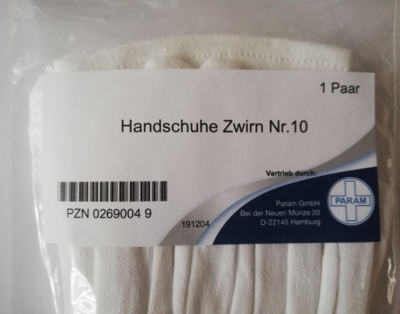 1 Paar
Handschuhe Zwirn Nr.10
Vertrieb durch:
Param GmbH
Bei der Neuen Münze 20
D-22145 Hamburg
PARAM
PZN 0269004 9
191204